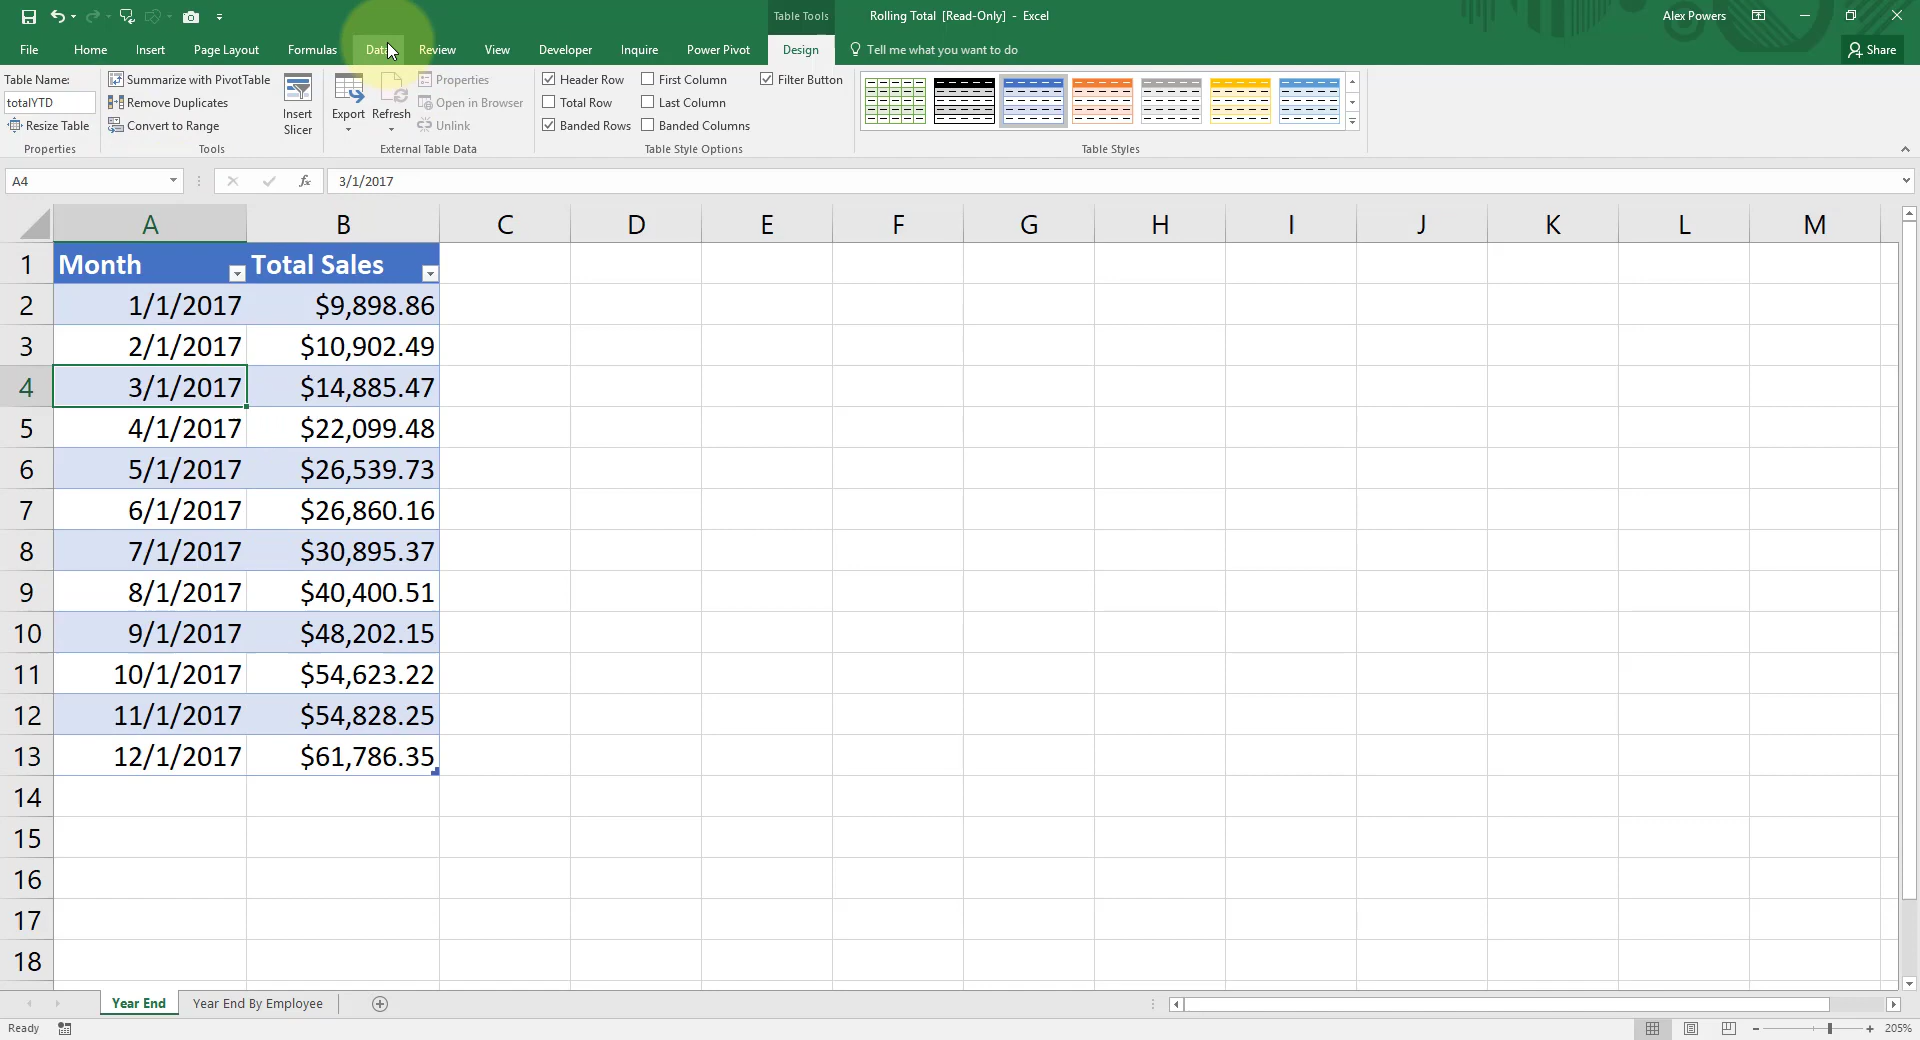 Table Tools
Rolling Total [Read-Only] - Excel
Alex Powers
File Home Insert Page Layout Formulas Data Review View Developer Inquire Power Pivot Design Tell me what you want to do Share
Table Name:
totalYTD
Resize Table
Properties
Summarize with PivotTable
Remove Duplicates
Convert to Range
Tools
Insert
Slicer
Export
Refresh
Properties
Open in Browser
Unlink
External Table Data
Header Row
Total Row
Banded Rows
First Column
Last Column
Banded Columns
Filter Button
Table Style Options
Table Styles
A4 fx 3/1/2017
A B C D E F G H I J K L M
1 Month Total Sales
2 1/1/2017 $9,898.86
3 2/1/2017 $10,902.49
4 3/1/2017 $14,885.47
5 4/1/2017 $22,099.48
6 5/1/2017 $26,539.73
7 6/1/2017 $26,860.16
8 7/1/2017 $30,895.37
9 8/1/2017 $40,400.51
10 9/1/2017 $48,202.15
11 10/1/2017 $54,623.22
12 11/1/2017 $54,828.25
13 12/1/2017 $61,786.35
14
15
16
17
18
Year End Year End By Employee
Ready 205%